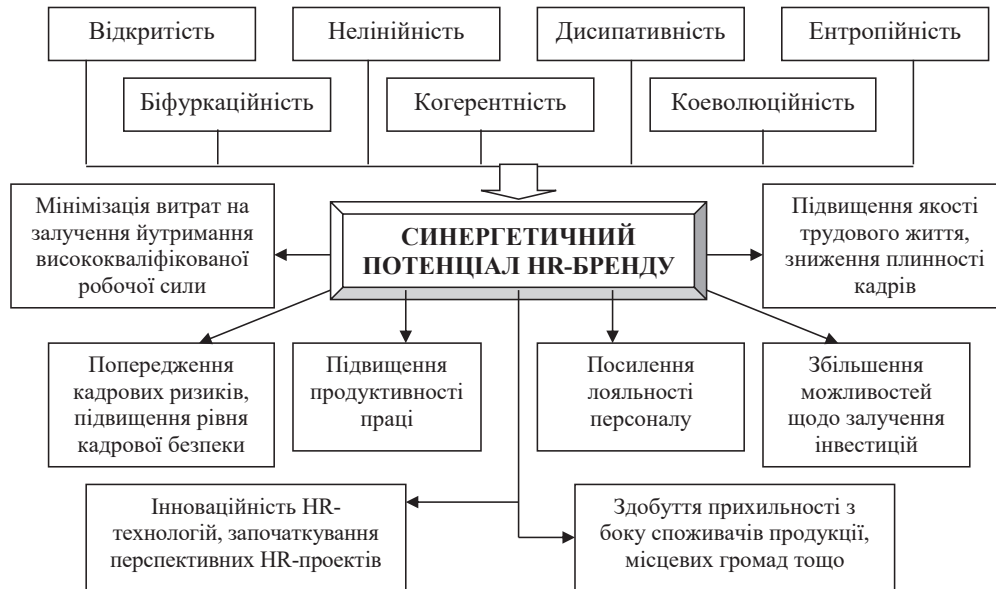 Відкритість
Нелінійність
Дисипативність
Ентропійність
Біфуркаційність
Когерентність
Коеволюційність
Мінімізація витрат на
залучення йутримання
висококваліфікованої
робочої сили
СИНЕРГЕТИЧНИЙ
ПОТЕНЦІАЛ HR-БРЕНДУ
Підвищення якості
трудового життя,
зниження плинності
кадрів
Попередження
кадрових ризиків,
підвищення рівня
кадрової безпеки
Підвищення
продуктивності
праці
Посилення
лояльності
персоналу
Збільшення
можливостей
щодо залучення
інвестицій
Інноваційність HR-
технологій, започаткування
перспективних HR-проектів
Здобуття прихильності з
боку споживачів продукції,
місцевих громад тощо